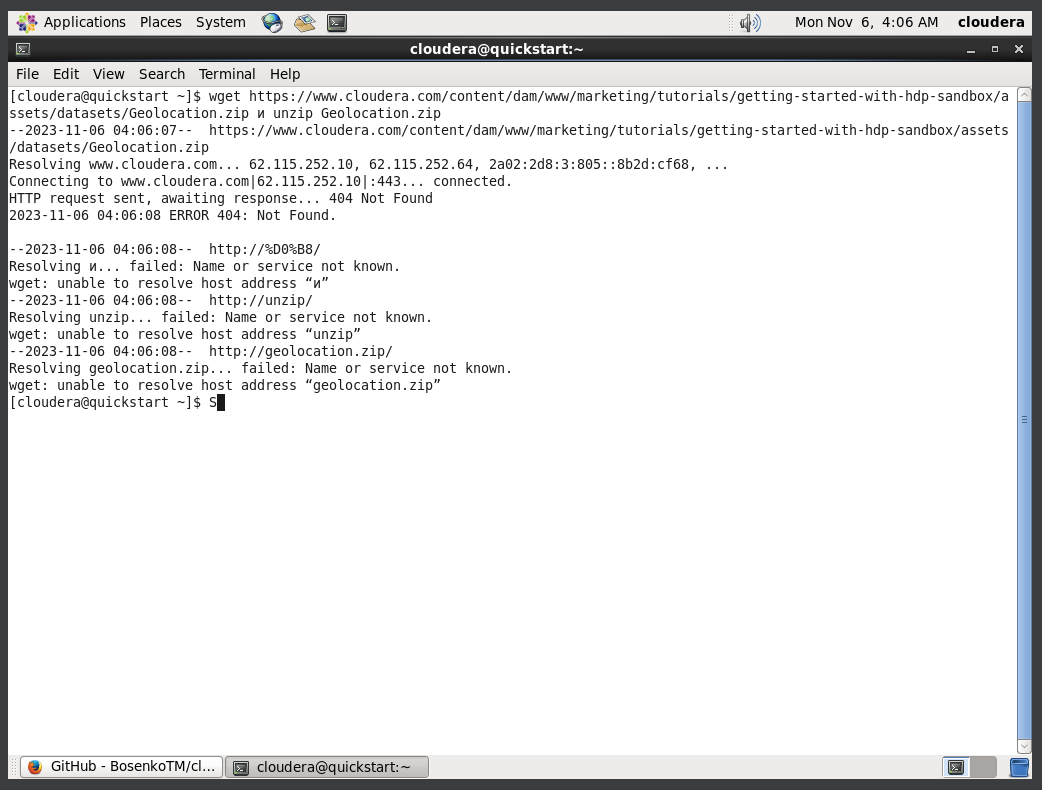 Applications Places System Mon Nov 6, 4:06 AM cloudera
cloudera@quickstart:~
File Edit View Search Terminal Help
[cloudera@quickstart ~]$ wget https://www.cloudera.com/content/dam/www/marketing/tutorials/getting-started-with-hdp-sandbox/a
ssets/datasets/Geolocation.zip и unzip Geolocation.zip
--2023-11-06 04:06:07-- https://www.cloudera.com/content/dam/www/marketing/tutorials/getting-started-with-hdp-sandbox/assets
/datasets/Geolocation.zip
Resolving www.cloudera.com... 62.115.252.10, 62.115.252.64, 2a02:2d8:3:805::8b2d:cf68, ...
Connecting to www.cloudera.com|62.115.252.10|:443... connected.
HTTP request sent, awaiting response... 404 Not Found
2023-11-06 04:06:08 ERROR 404: Not Found.
--2023-11-06 04:06:08-- http://%D0%B8/
Resolving и... failed: Name or service not known.
wget: unable to resolve host address “и”
--2023-11-06 04:06:08-- http://unzip/
Resolving unzip... failed: Name or service not known.
wget: unable to resolve host address “unzip”
--2023-11-06 04:06:08-- http://geolocation.zip/
Resolving geolocation.zip... failed: Name or service not known.
wget: unable to resolve host address “geolocation.zip”
[cloudera@quickstart ~]$ S
GitHub - BosenkoTM/cl... cloudera@quickstart:~